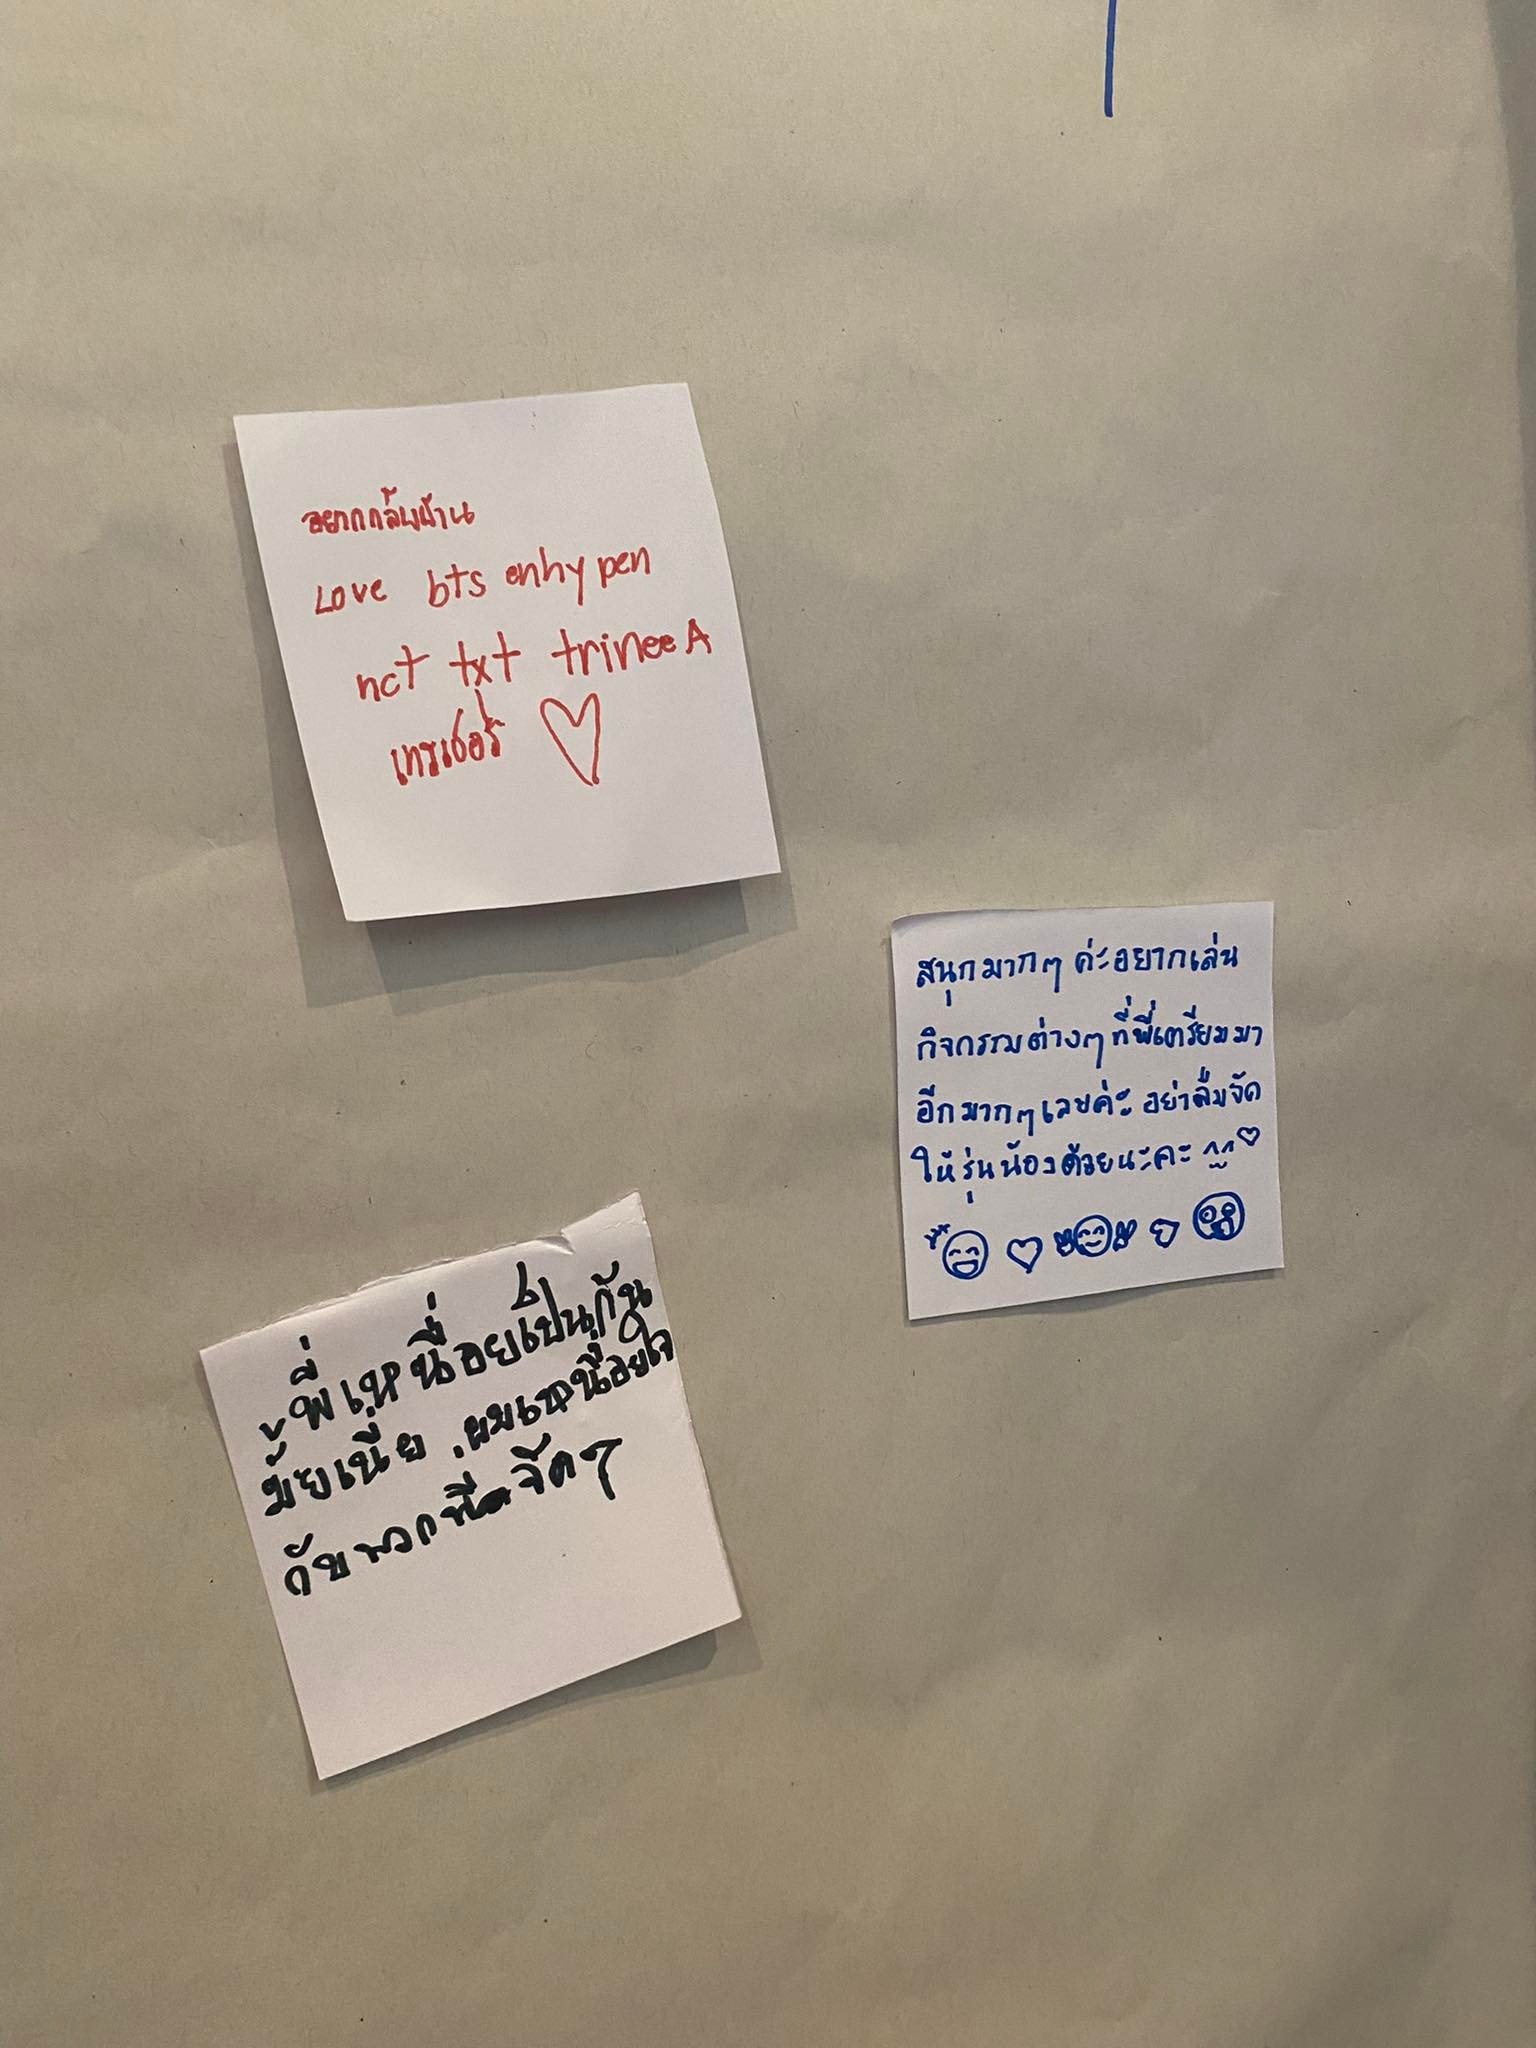 อยากกลับบ้าน
Love bts enhypen
nct txt trinee A
เทรเชอร์
สนุกมากๆ ค่ะอยากเล่น
กิจกรรมต่างๆ ที่พี่เตรียมมา
อีกมากๆ เลยค่ะ อย่าลืมจัด
ให้รุ่นน้องด้วยนะคะ
พี่เหนื่อยเป็นกัน
มั้ยเนี่ย ผมเหนื่อยใจ
กับพวกพี่จัดๆ